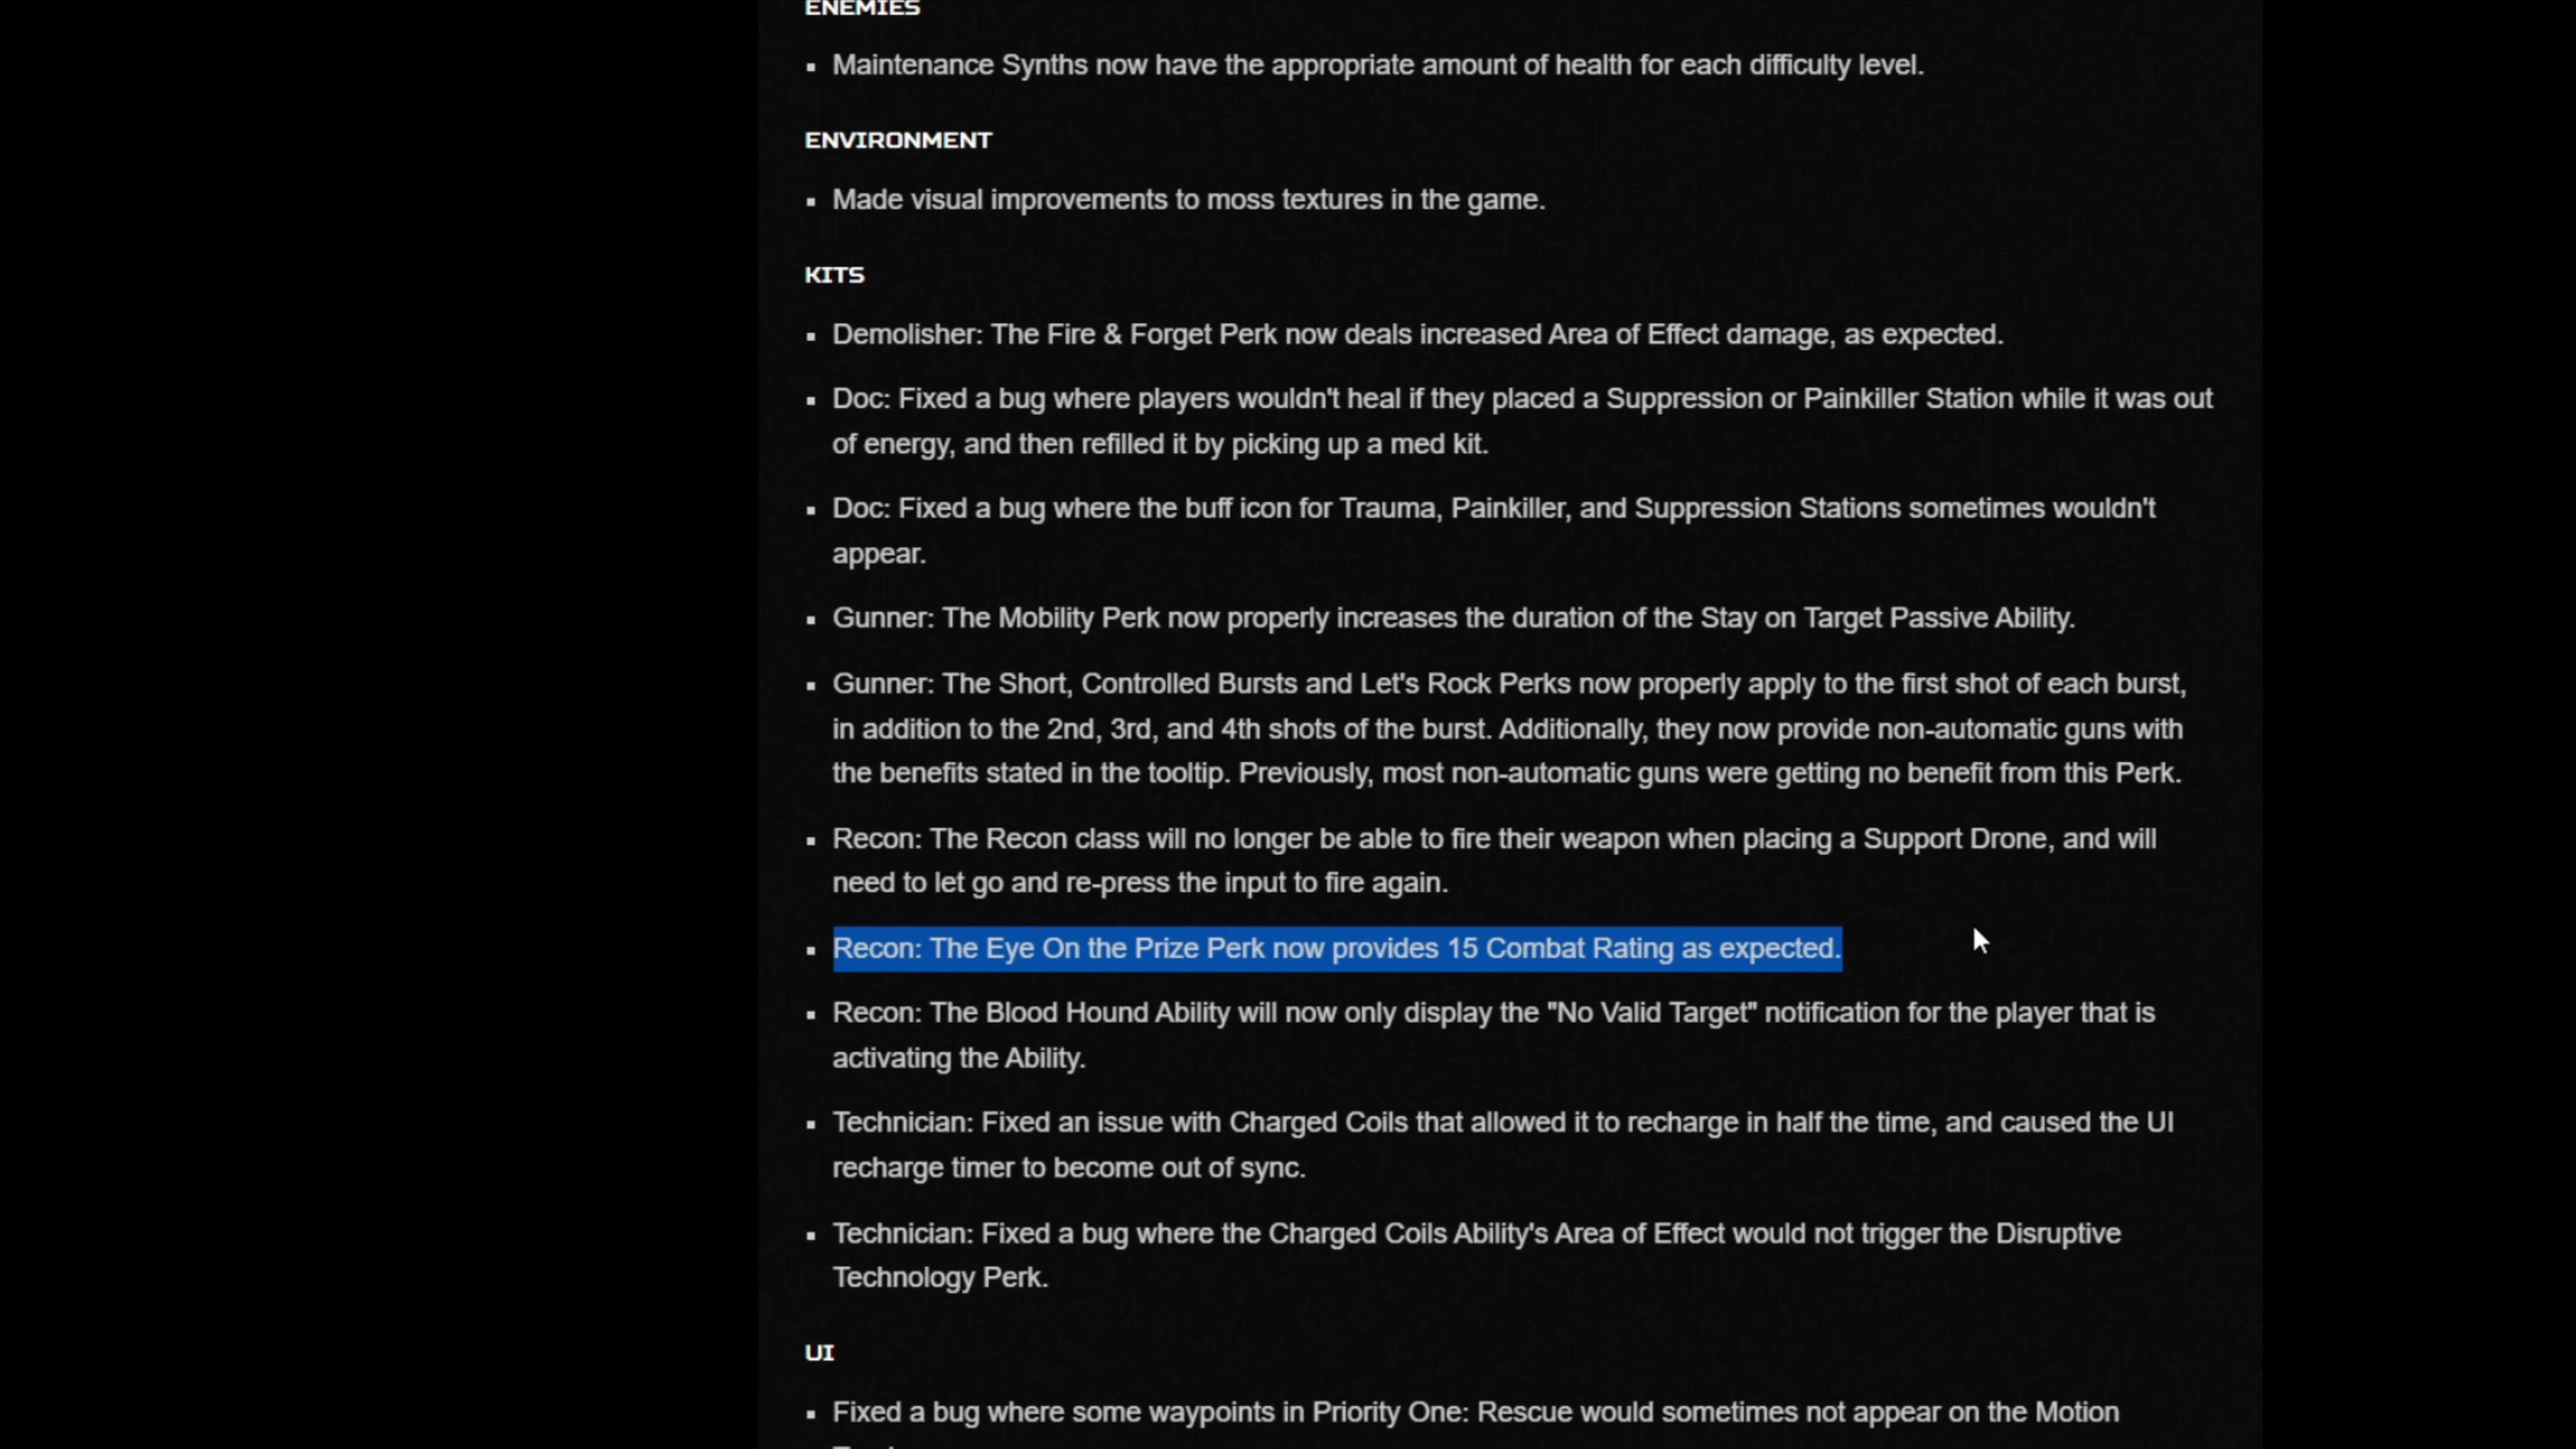 ENEMIES
Maintenance Synths now have the appropriate amount of health for each difficulty level.
ENVIRONMENT
Made visual improvements to moss textures in the game.
KITS
Demolisher: The Fire & Forget Perk now deals increased Area of Effect damage, as expected.
Doc: Fixed a bug where players wouldn't heal if they placed a Suppression or Painkiller Station while it was out
of energy, and then refilled it by picking up a med kit.
Doc: Fixed a bug where the buff icon for Trauma, Painkiller, and Suppression Stations sometimes wouldn't
appear.
Gunner: The Mobility Perk now properly increases the duration of the Stay on Target Passive Ability.
Gunner: The Short, Controlled Bursts and Let's Rock Perks now properly apply to the first shot of each burst,
in addition to the 2nd, 3rd, and 4th shots of the burst. Additionally, they now provide non-automatic guns with
the benefits stated in the tooltip. Previously, most non-automatic guns were getting no benefit from this Perk.
Recon: The Recon class will no longer be able to fire their weapon when placing a Support Drone, and will
need to let go and re-press the input to fire again.
Recon: The Eye On the Prize Perk now provides 15 Combat Rating as expected.
Recon: The Blood Hound Ability will now only display the "No Valid Target" notification for the player that is
activating the Ability.
Technician: Fixed an issue with Charged Coils that allowed it to recharge in half the time, and caused the UI
recharge timer to become out of sync.
Technician: Fixed a bug where the Charged Coils Ability's Area of Effect would not trigger the Disruptive
Technology Perk.
UI
Fixed a bug where some waypoints in Priority One: Rescue would sometimes not appear on the Motion